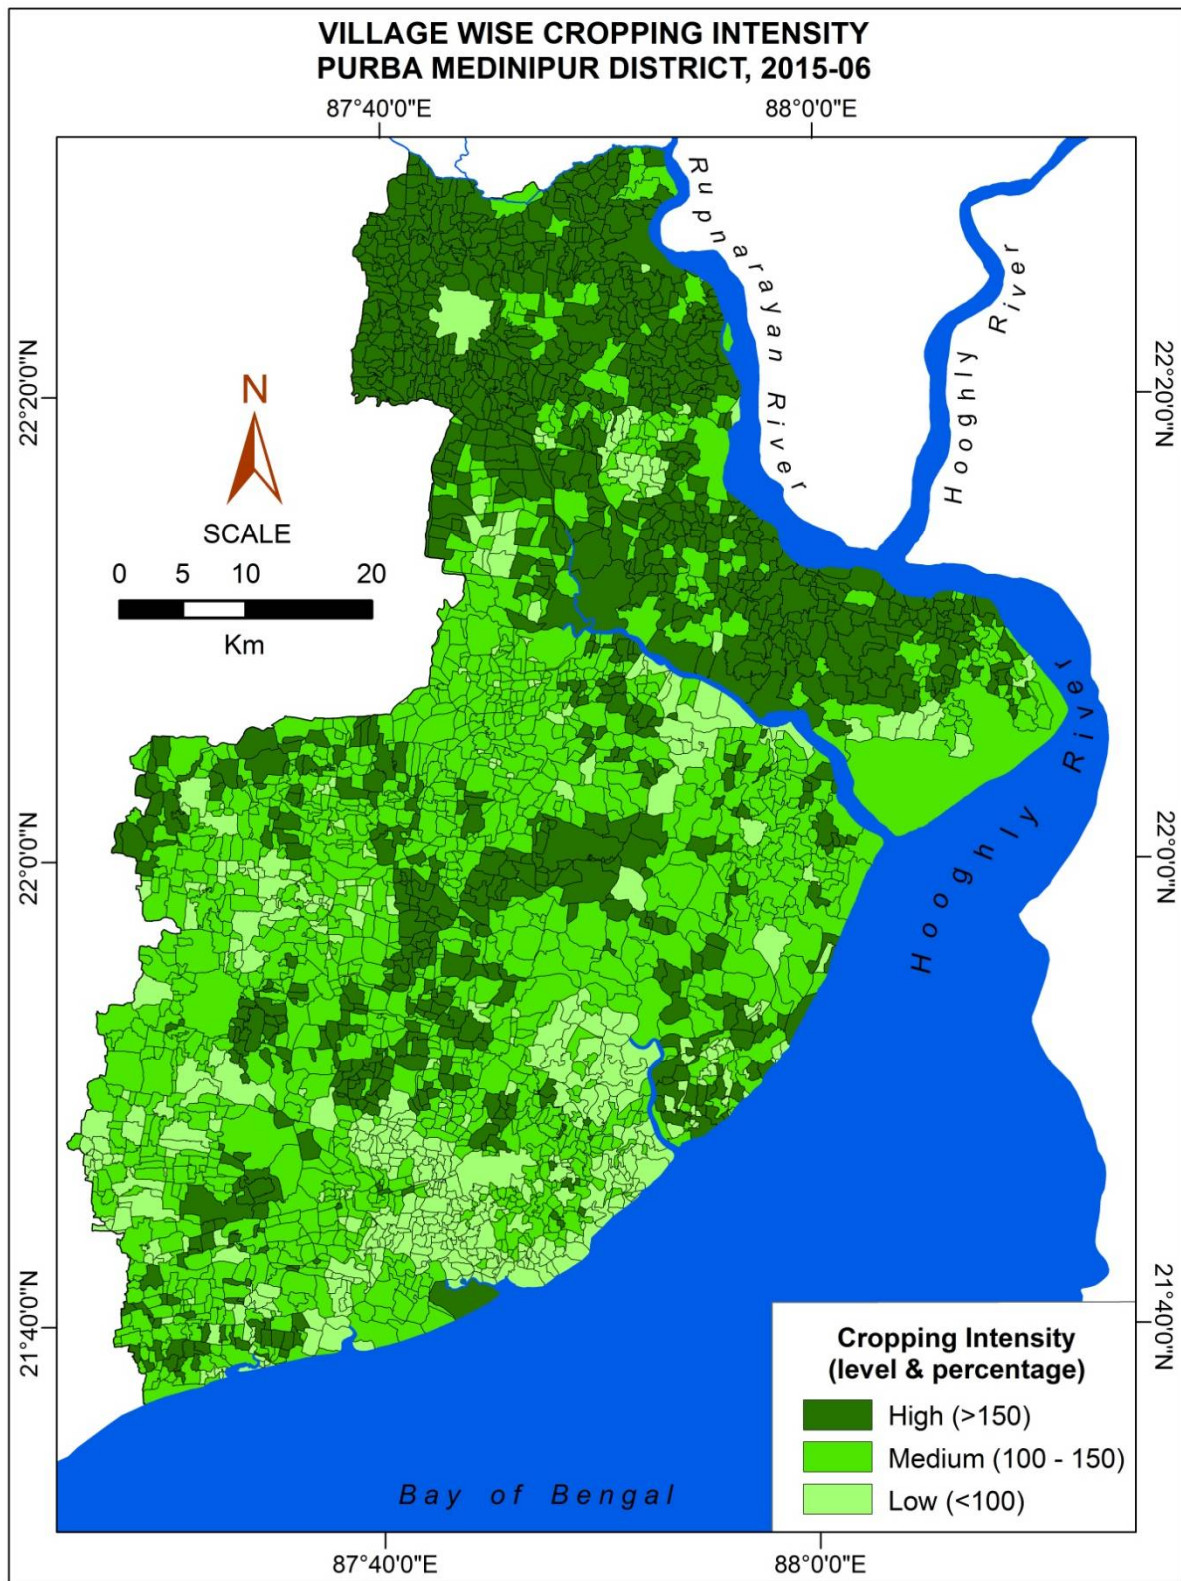 VILLAGE WISE CROPPING INTENSITY
PURBA MEDINIPUR DISTRICT, 2015-06
87°40'0"E
88°0'0"E
Rupnarayan River
Hooghly River
22°20'0"N
22°20'0"N
N
SCALE
0 5 10 20
Km
Hooghly River
22°0'0"N
22°0'0"N
21°40'0"N
21°40'0"N
Cropping Intensity
(level & percentage)
High (>150)
Medium (100 - 150)
Low (<100)
Bay of Bengal
87°40'0"E
88°0'0"E